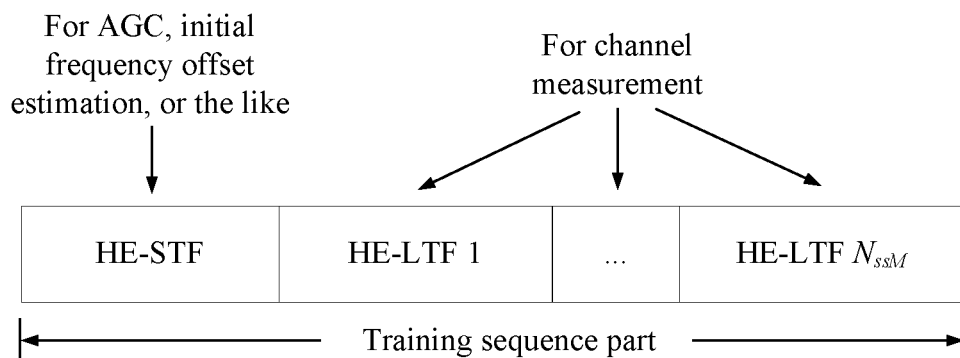 For AGC, initial
frequency offset
estimation, or the like
For channel
measurement
HE-STF
HE-LTF 1
...
HE-LTF NssM
Training sequence part